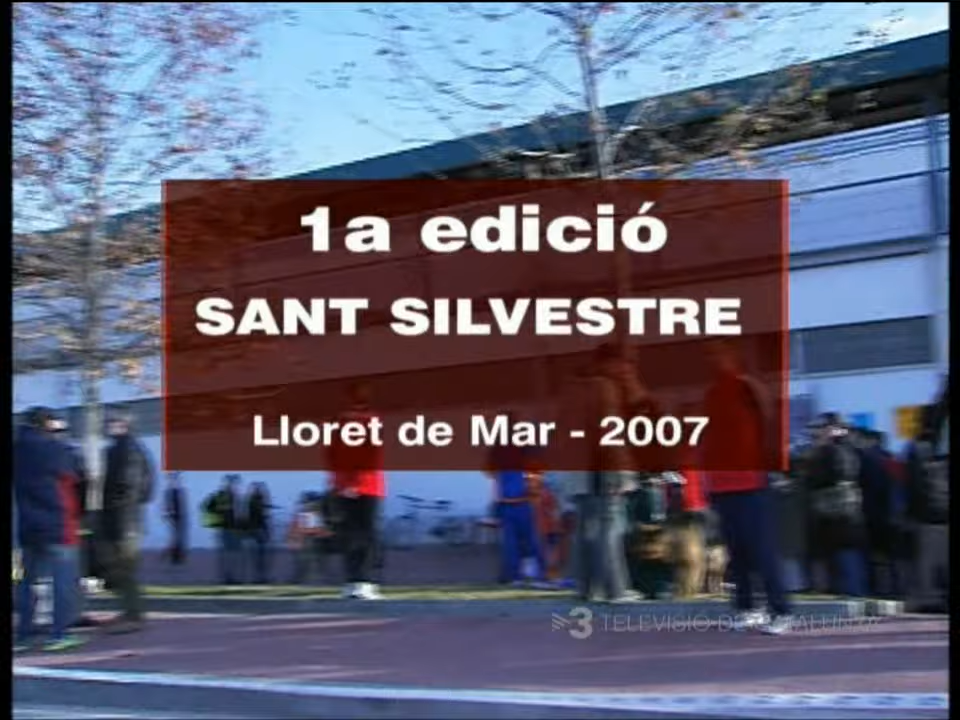 1a edició
SANT SILVESTRE
Lloret de Mar - 2007
3 TELEVISIÓ DE CATALUNYA